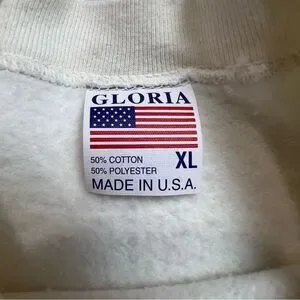 GLORIA
50% COTTON
50% POLYESTER
XL
MADE IN U.S.A.